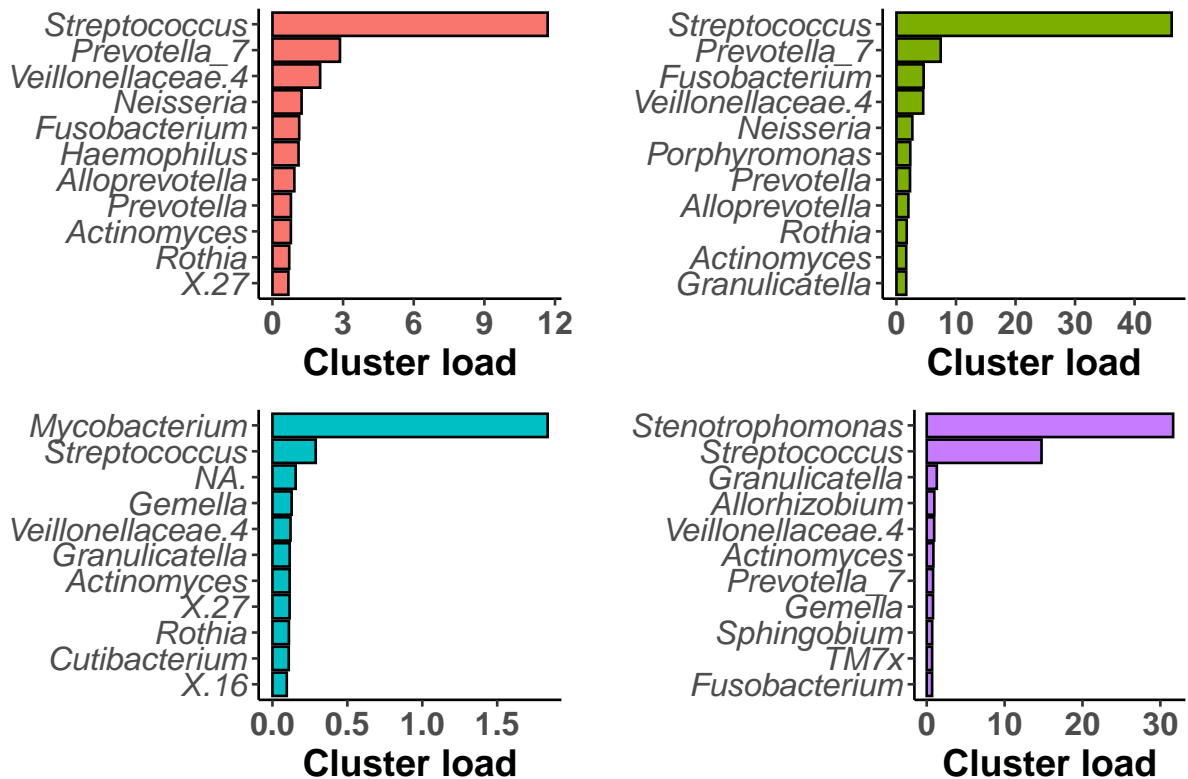 Streptococcus
Prevotella_7
Veillonellaceae.4
Neisseria
Fusobacterium
Haemophilus
Alloprevotella
Prevotella
Actinomyces
Rothia
X.27
0 3 6 9 12
Cluster load
Streptococcus
Prevotella_7
Fusobacterium
Veillonellaceae.4
Neisseria
Porphyromonas
Prevotella
Alloprevotella
Rothia
Actinomyces
Granulicatella
0 10 20 30 40
Cluster load
Mycobacterium
Streptococcus
NA.
Gemella
Veillonellaceae.4
Granulicatella
Actinomyces
X.27
Rothia
Cutibacterium
X.16
0.0 0.5 1.0 1.5
Cluster load
Stenotrophomonas
Streptococcus
Granulicatella
Allorhizobium
Veillonellaceae.4
Actinomyces
Prevotella_7
Gemella
Sphingobium
TM7x
Fusobacterium
0 10 20 30
Cluster load